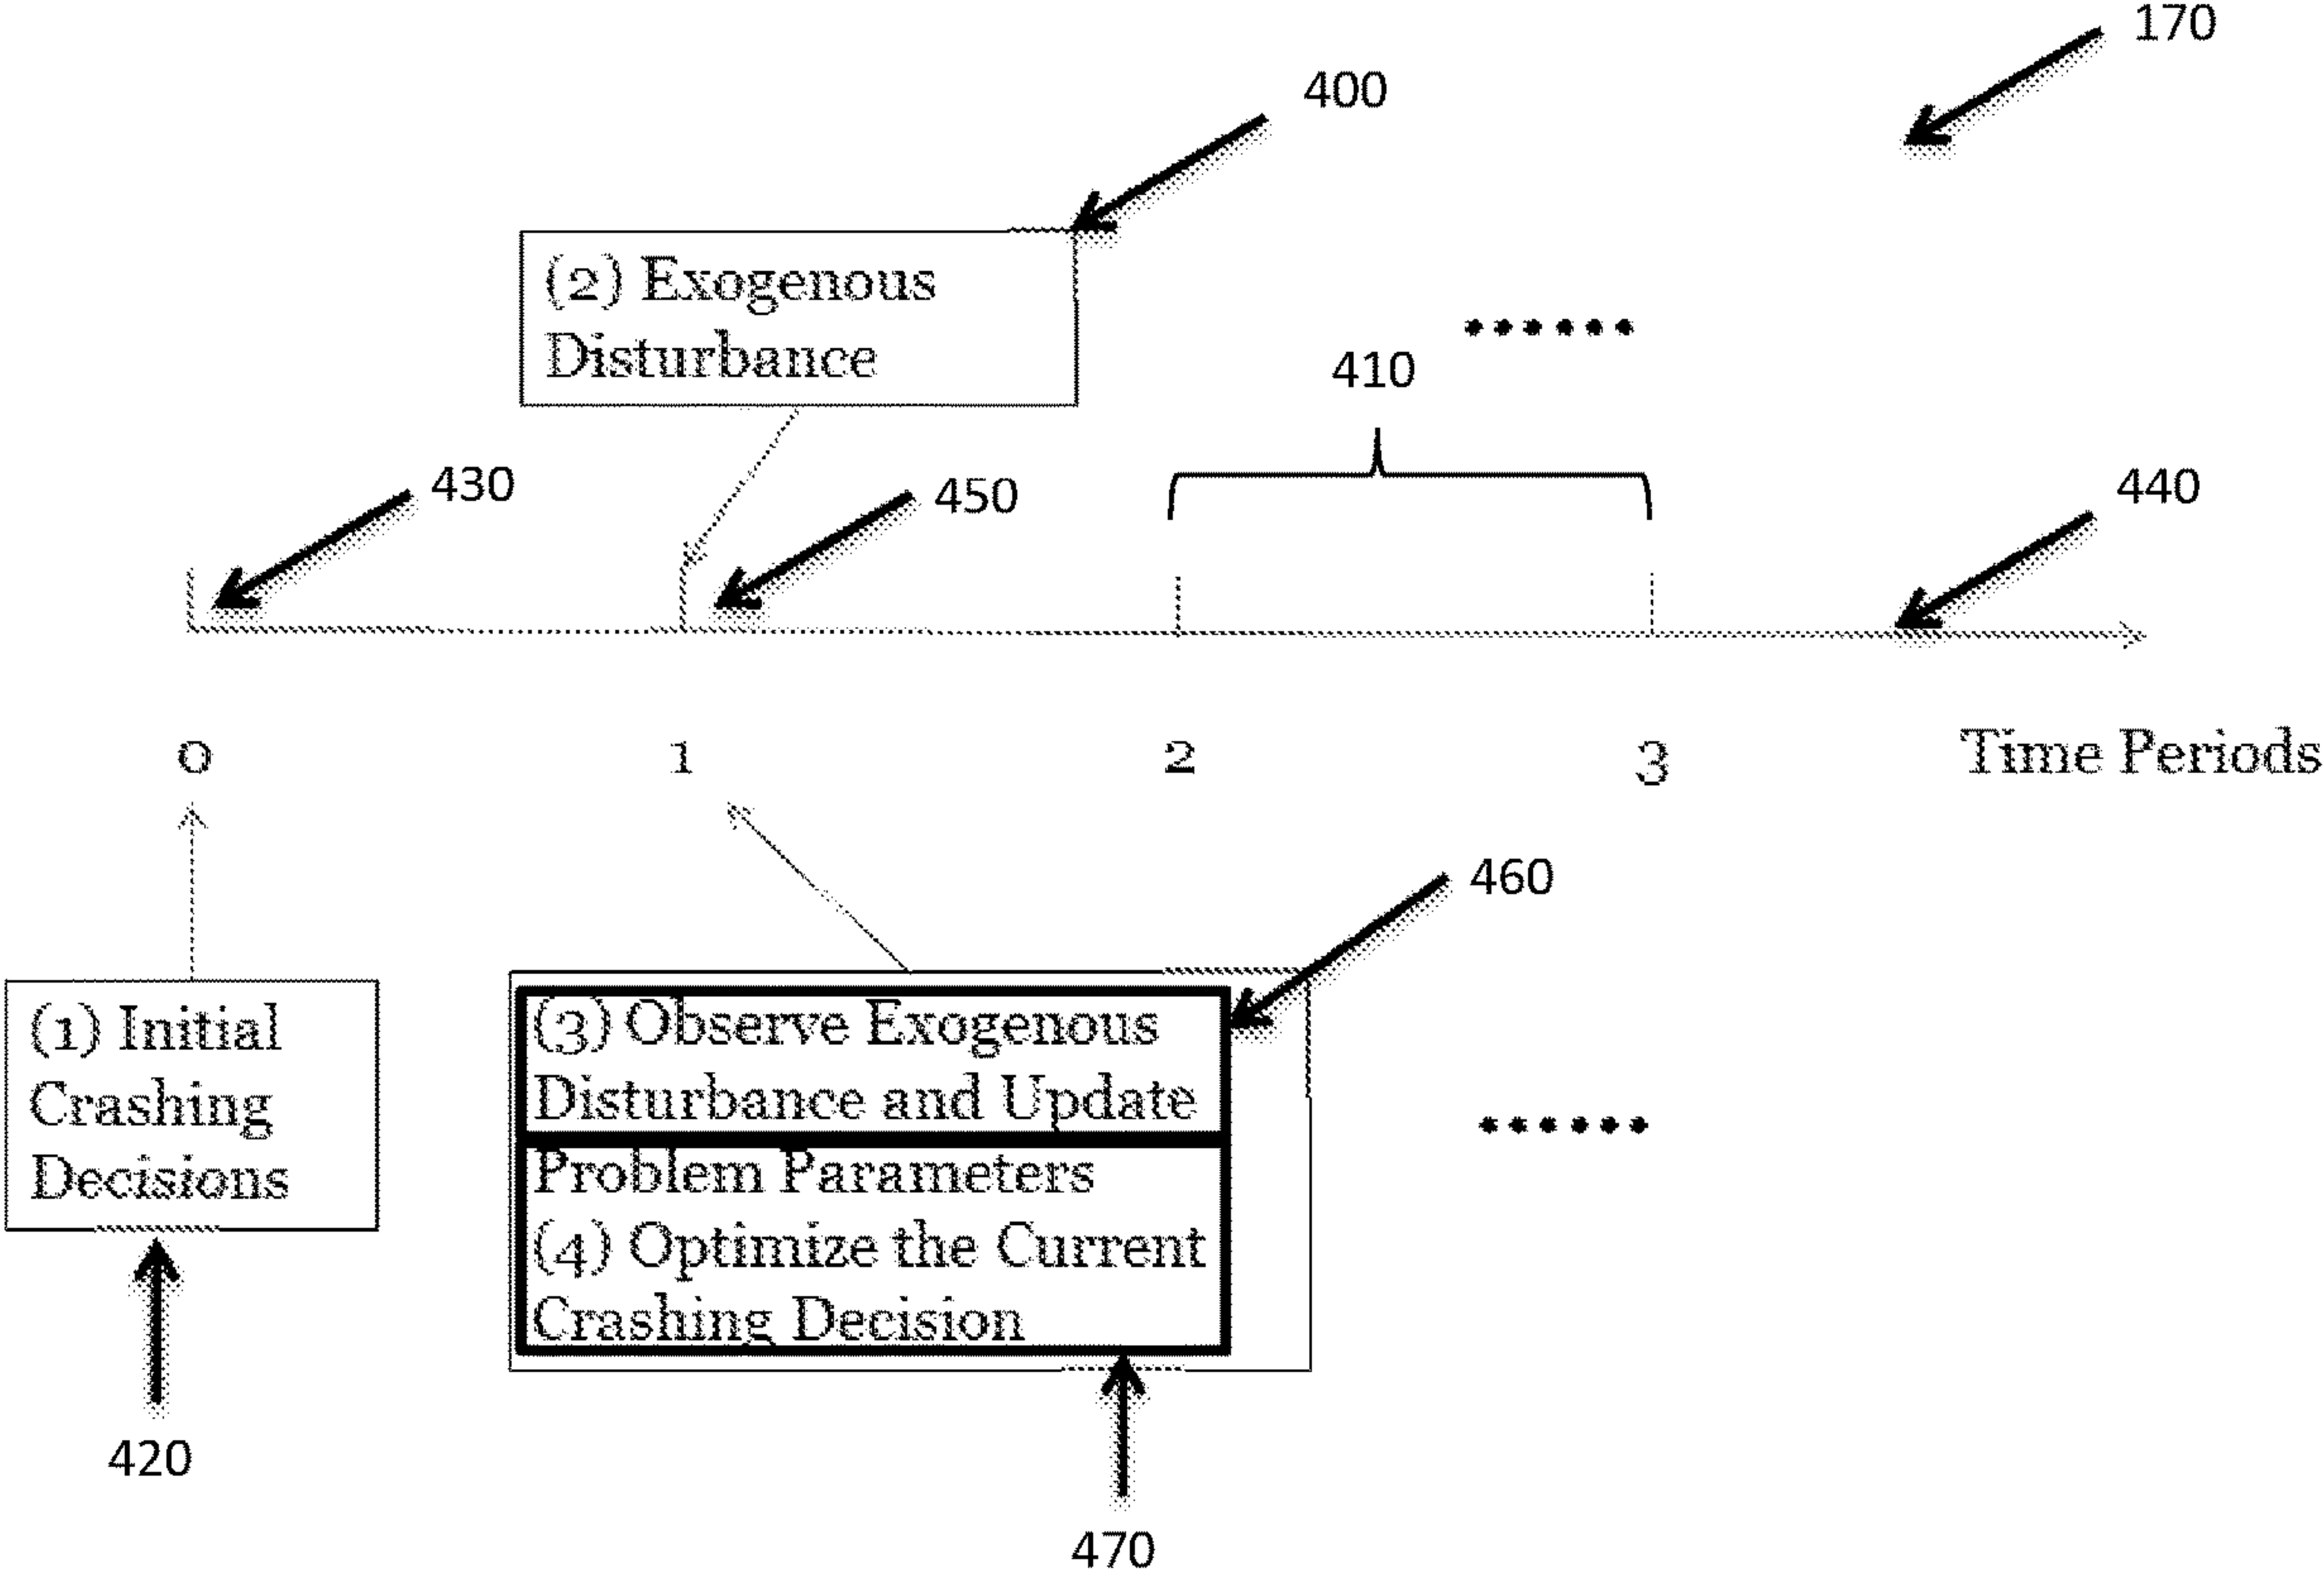 170
400
(2) Exogenous
Disturbance
410
430
450
440
0
1
2
3
Time Periods
460
(1) Initial
Crashing
Decisions
(3) Observe Exogenous
Disturbance and Update
Problem Parameters
(4) Optimize the Current
Crashing Decision
420
470